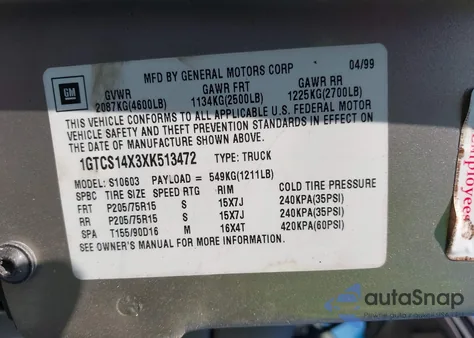 MFD BY GENERAL MOTORS CORP 04/99
GM
GVWR GAWR FRT GAWR RR
2087KG(4600LB) 1134KG(2500LB) 1225KG(2700LB)
THIS VEHICLE CONFORMS TO ALL APPLICABLE U.S. FEDERAL MOTOR
VEHICLE SAFETY AND THEFT PREVENTION STANDARDS IN EFFECT ON
THE DATE OF MANUFACTURE SHOWN ABOVE.
1GTCS14X3XK513472 TYPE: TRUCK
MODEL: S10603 PAYLOAD = 549KG(1211LB)
SPBC TIRE SIZE SPEED RTG RIM COLD TIRE PRESSURE
FRT P205/75R15 S 15X7J 240KPA(35PSI)
RR P205/75R15 S 15X7J 240KPA(35PSI)
SPA T155/90D16 M 16X4T 420KPA(60PSI)
SEE OWNER'S MANUAL FOR MORE INFORMATION.
Employees
autoSnap